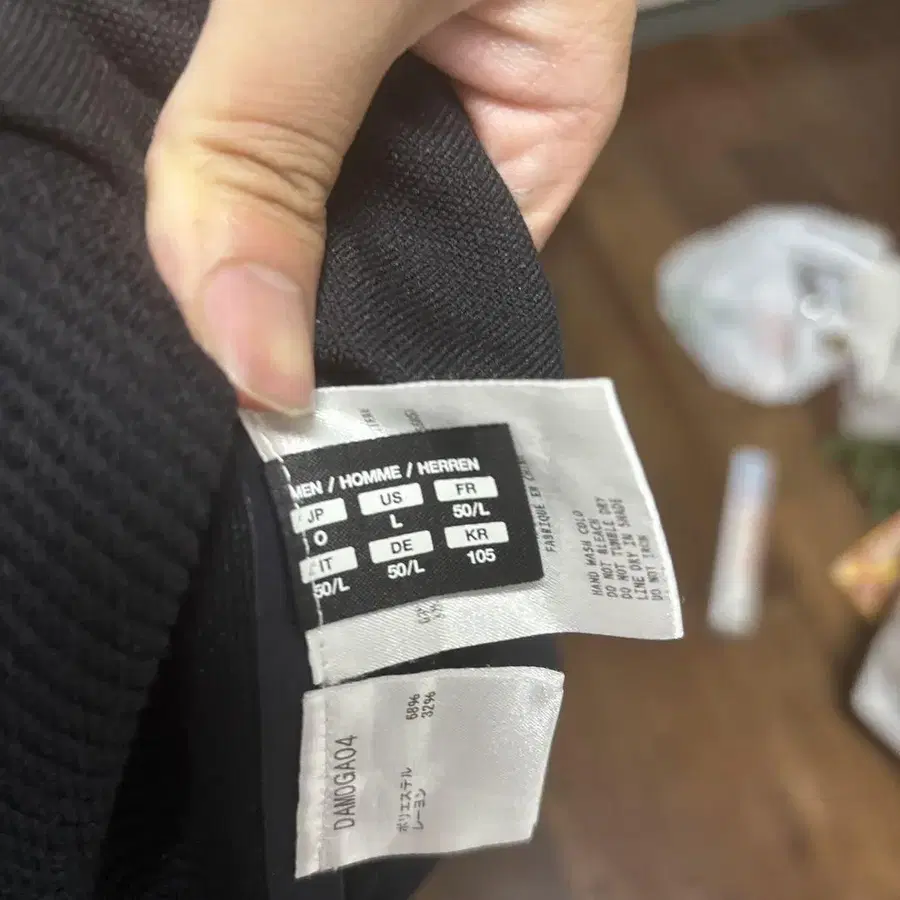 MEN / HOMME / HERREN
JP US FR
O L 50/L
IT DE KR
50/L 50/L 105
FABRIQUE EN
HAND WASH COLD
DO NOT BLEACH DRY
DO NOT TUMBLE
LINE DRY IN SHADE
DO NOT IRON
DAMOGA04
ポリエステル 68%
レーヨン 32%